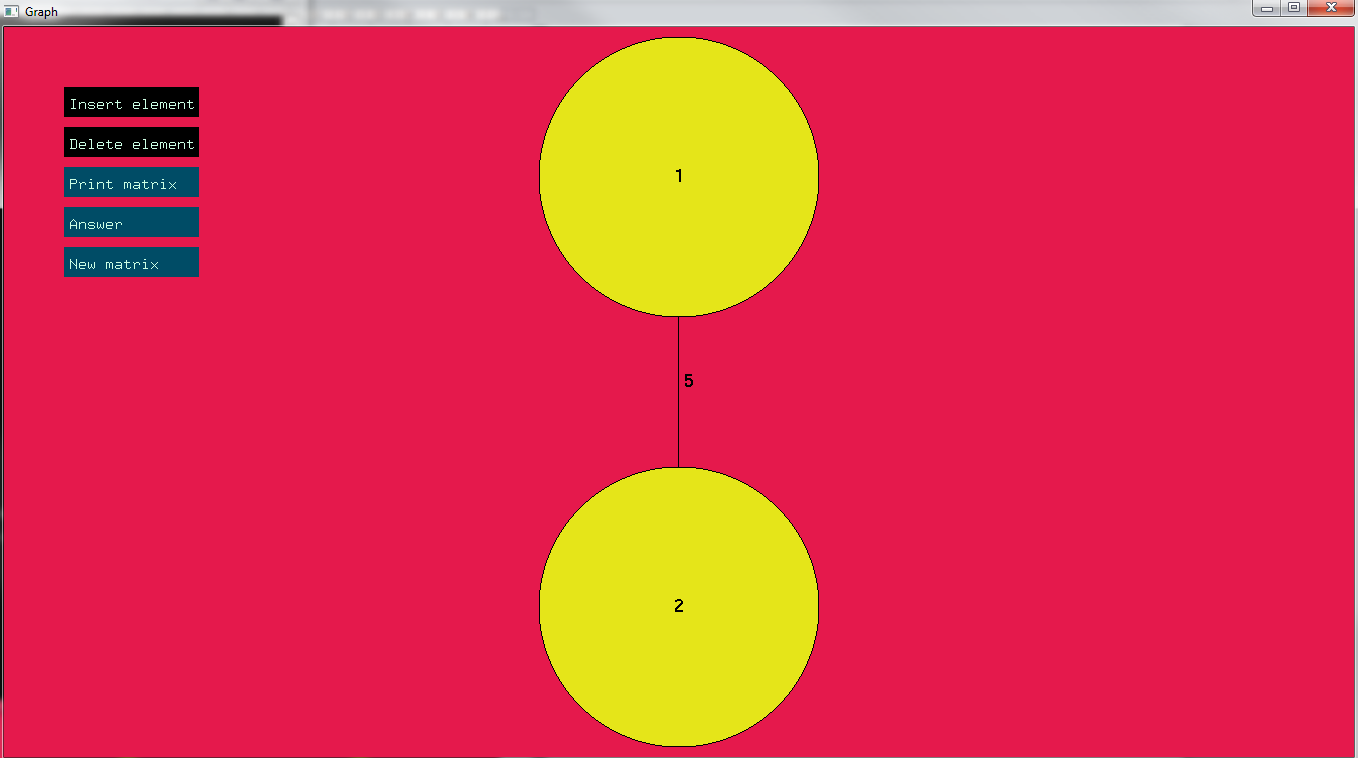 Graph
Insert element
Delete element
Print matrix
Answer
New matrix
1
5
2